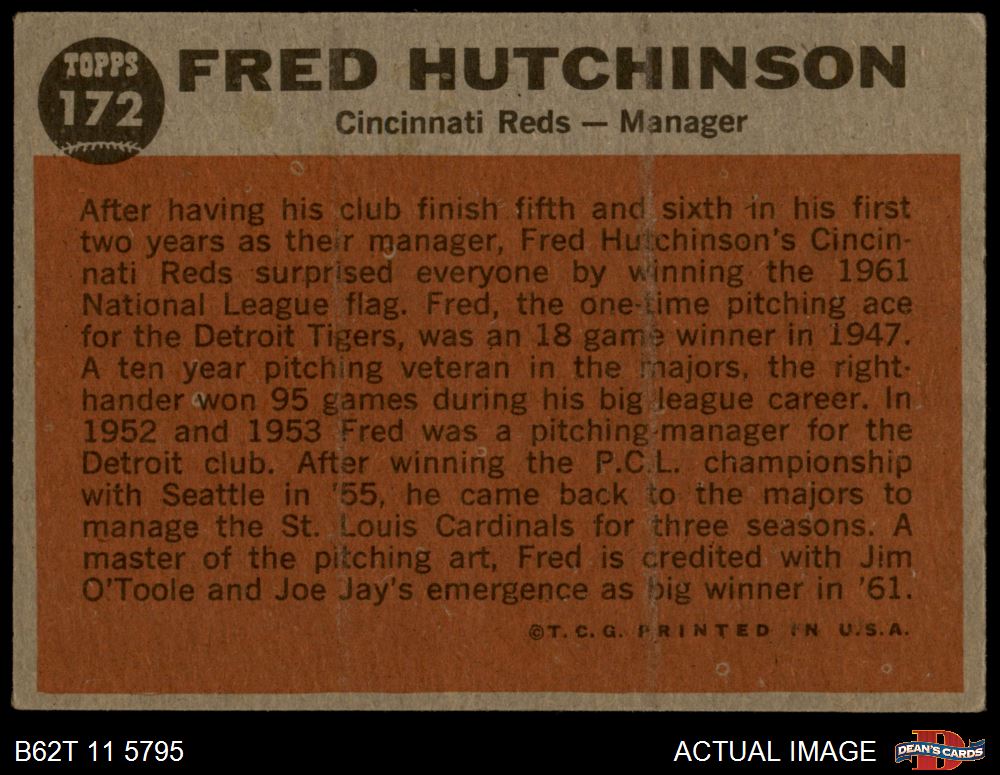 TOPPS
172
FRED HUTCHINSON
Cincinnati Reds — Manager
After having his club finish fifth and sixth in his first
two years as their manager, Fred Hutchinson's Cincin-
nati Reds surprised everyone by winning the 1961
National League flag. Fred, the one-time pitching ace
for the Detroit Tigers, was an 18 game winner in 1947.
A ten year pitching veteran in the majors, the right-
hander won 95 games during his big league career. In
1952 and 1953 Fred was a pitching-manager for the
Detroit club. After winning the P.C.L. championship
with Seattle in '55, he came back to the majors to
manage the St. Louis Cardinals for three seasons. A
master of the pitching art, Fred is credited with Jim
O'Toole and Joe Jay's emergence as big winner in '61.
©T. C. G. PRINTED IN U.S.A.
B62T 11 5795
ACTUAL IMAGE
D
DEAN'S CARDS